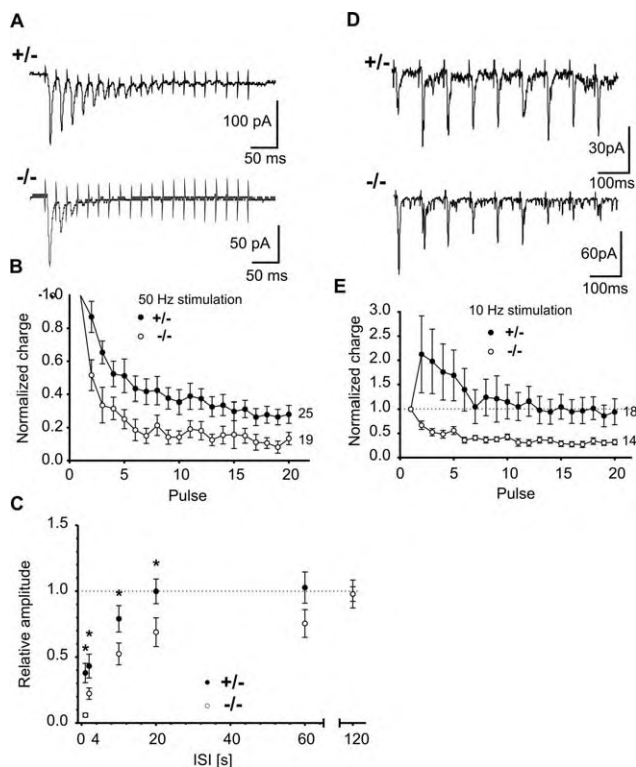 A
+/-
100 pA
50 ms
-/-
50 pA
50 ms
B
50 Hz stimulation
+/-
-/-
Normalized charge
0.8
0.6
0.4
0.2
0.0
25
19
0
5
10
15
20
Pulse
C
Relative amplitude
1.5
1.0
0.5
0.0
*
*
*
*
+/-
-/-
0
4
20
40
60
120
ISI [s]
D
+/-
30pA
100ms
-/-
60pA
100ms
E
10 Hz stimulation
+/-
-/-
Normalized charge
3.0
2.5
2.0
1.5
1.0
0.5
0.0
18
14
0
5
10
15
20
Pulse